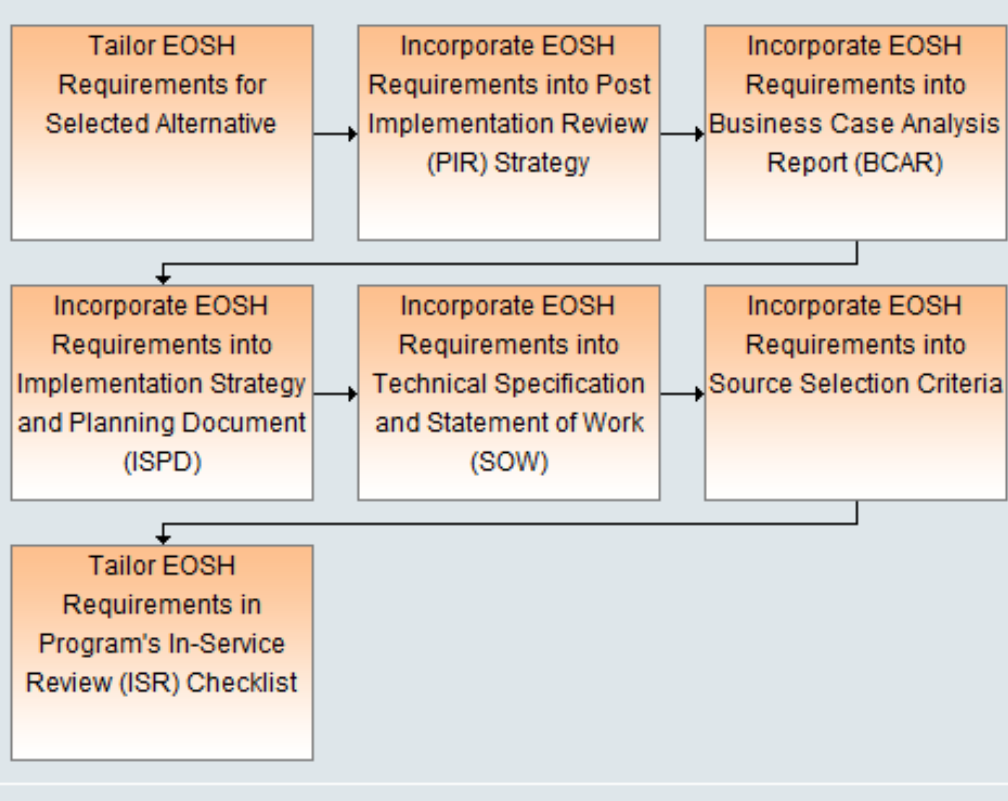 Tailor EOSH
Requirements for
Selected Alternative
Incorporate EOSH
Requirements into Post
Implementation Review
(PIR) Strategy
Incorporate EOSH
Requirements into
Business Case Analysis
Report (BCAR)
Incorporate EOSH
Requirements into
Implementation Strategy
and Planning Document
(ISPD)
Incorporate EOSH
Requirements into
Technical Specification
and Statement of Work
(SOW)
Incorporate EOSH
Requirements into
Source Selection Criteria
Tailor EOSH
Requirements in
Program's In-Service
Review (ISR) Checklist